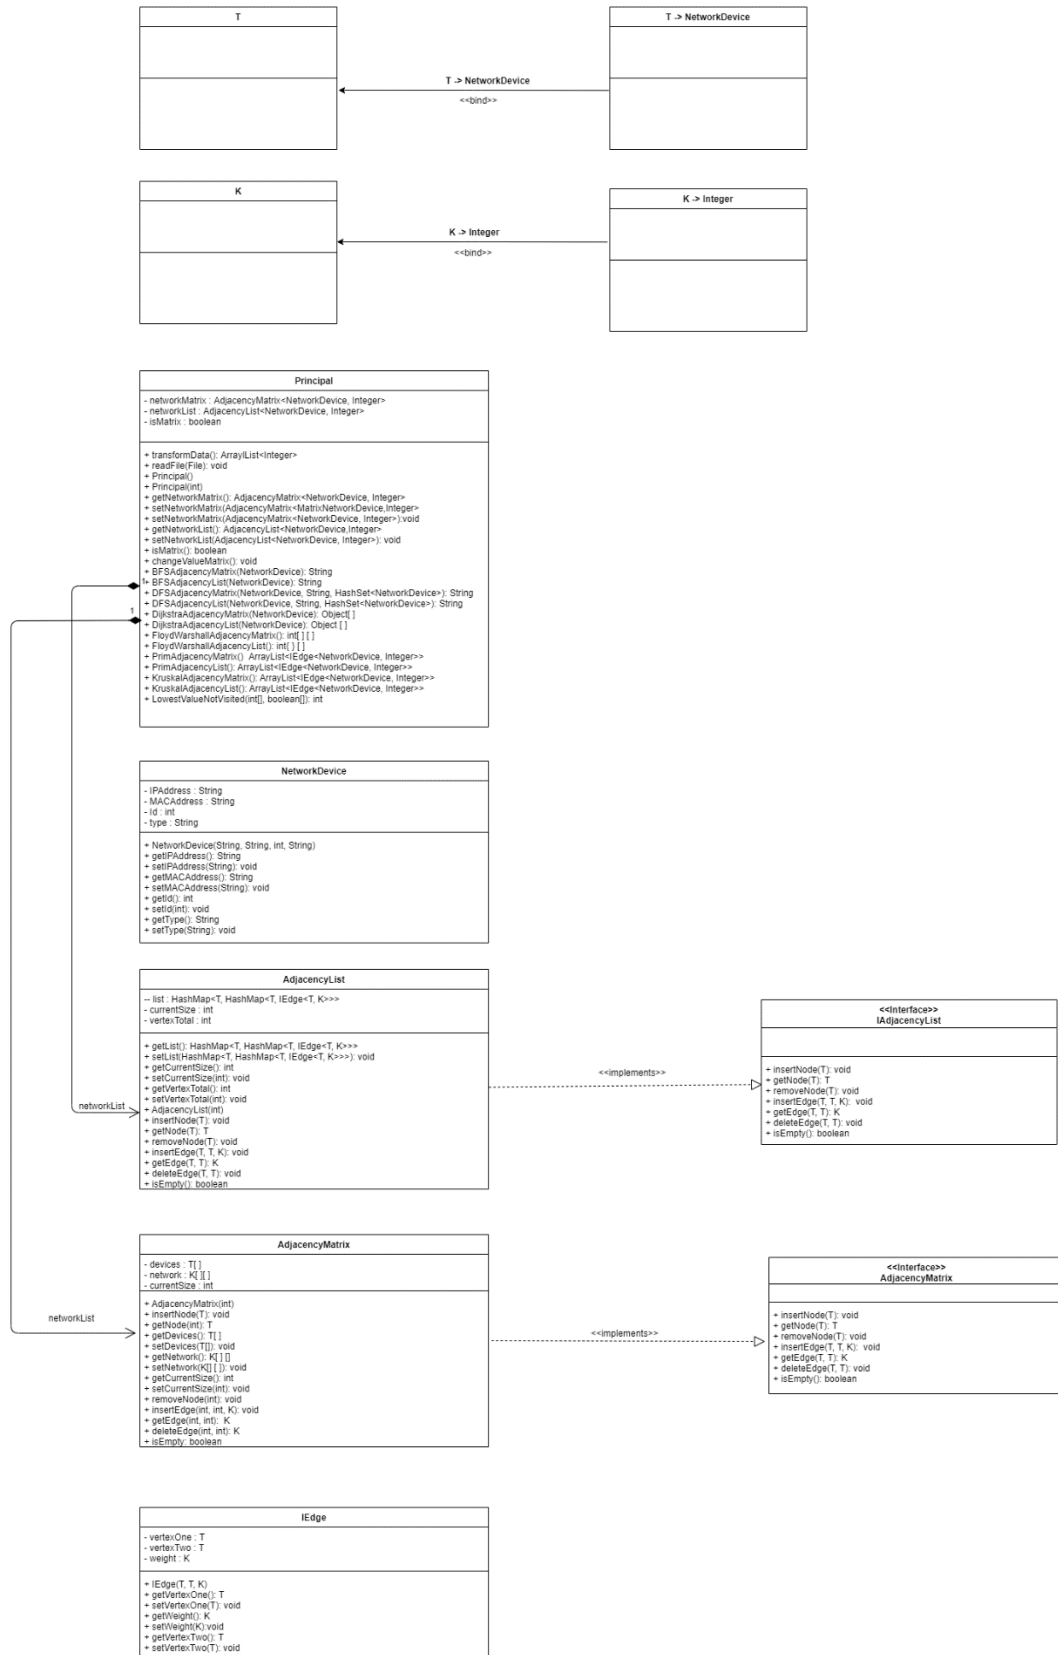 T
T -> NetworkDevice
T -> NetworkDevice
<<bind>>
K
K -> Integer
K -> Integer
<<bind>>
Principal
- networkMatrix : AdjacencyMatrix<NetworkDevice, Integer>
- networkList : AdjacencyList<NetworkDevice, Integer>
- isMatrix : boolean
+ transformData(): ArraylList<Integer>
+ readFile(File): void
+ Principal()
+ Principal(int)
+ getNetworkMatrix(): AdjacencyMatrix<NetworkDevice, Integer>
+ setNetworkMatrix(AdjacencyMatrix<MatrixNetworkDevice,Integer>
+ setNetworkMatrix(AdjacencyMatrix<NetworkDevice, Integer>):void
+ getNetworkList(): AdjacencyList<NetworkDevice,Integer>
+ setNetworkList(AdjacencyList<NetworkDevice, Integer>): void
+ isMatrix(): boolean
+ changeValueMatrix(): void
+ BFSAdjacencyMatrix(NetworkDevice): String
1
+ BFSAdjacencyList(NetworkDevice): String
+ DFSAdjacencyMatrix(NetworkDevice, String, HashSet<NetworkDevice>): String
+ DFSAdjacencyList(NetworkDevice, String, HashSet<NetworkDevice>): String
1
+ DijkstraAdjacencyMatrix(NetworkDevice): Object[ ]
+ DijkstraAdjacencyList(NetworkDevice): Object [ ]
+ FloydWarshallAdjacencyMatrix(): int[ ] [ ]
+ FloydWarshallAdjacencyList(): int[ ] [ ]
+ PrimAdjacencyMatrix()  ArrayList<IEdge<NetworkDevice, Integer>>
+ PrimAdjacencyList(): ArrayList<IEdge<NetworkDevice, Integer>>
+ KruskalAdjacencyMatrix(): ArrayList<IEdge<NetworkDevice, Integer>>
+ KruskalAdjacencyList(): ArrayList<IEdge<NetworkDevice, Integer>>
+ LowestValueNotVisited(int[], boolean[]): int
NetworkDevice
- IPAddress : String
- MACAddress : String
- Id : int
- type : String
+ NetworkDevice(String, String, int, String)
+ getIPAddress(): String
+ setIPAddress(String): void
+ getMACAddress(): String
+ setMACAddress(String): void
+ getId(): int
+ setId(int): void
+ getType(): String
+ setType(String): void
AdjacencyList
-- list : HashMap<T, HashMap<T, IEdge<T, K>>>
- currentSize : int
- vertexTotal : int
+ getList(): HashMap<T, HashMap<T, IEdge<T, K>>>
+ setList(HashMap<T, HashMap<T, IEdge<T, K>>>): void
+ getCurrentSize(): int
+ setCurrentSize(int): void
+ getVertexTotal(): int
+ setVertexTotal(int): void
+ AdjacencyList(int)
+ insertNode(T): void
+ getNode(T): T
+ removeNode(T): void
+ insertEdge(T, T, K): void
+ getEdge(T, T): K
+ deleteEdge(T, T): void
+ isEmpty(): boolean
networkList
<<implements>>
<<Interface>>
IAdjacencyList
+ insertNode(T): void
+ getNode(T): T
+ removeNode(T): void
+ insertEdge(T, T, K):  void
+ getEdge(T, T): K
+ deleteEdge(T, T): void
+ isEmpty(): boolean
AdjacencyMatrix
- devices : T[ ]
- network : K[ ][ ]
- currentSize : int
+ AdjacencyMatrix(int)
+ insertNode(T): void
+ getNode(int): T
+ getDevices(): T[ ]
+ setDevices(T[]): void
+ getNetwork(): K[ ] []
+ setNetwork(K[] [ ]): void
+ getCurrentSize(): int
+ setCurrentSize(int): void
+ removeNode(int): void
+ insertEdge(int, int, K): void
+ getEdge(int, int):  K
+ deleteEdge(int, int): K
+ isEmpty: boolean
networkList
<<implements>>
<<Interface>>
AdjacencyMatrix
+ insertNode(T): void
+ getNode(T): T
+ removeNode(T): void
+ insertEdge(T, T, K):  void
+ getEdge(T, T): K
+ deleteEdge(T, T): void
+ isEmpty(): boolean
IEdge
- vertexOne : T
- vertexTwo : T
- weight : K
+ IEdge(T, T, K)
+ getVertexOne(): T
+ setVertexOne(T): void
+ getWeight(): K
+ setWeight(K):void
+ getVertexTwo(): T
+ setVertexTwo(T): void